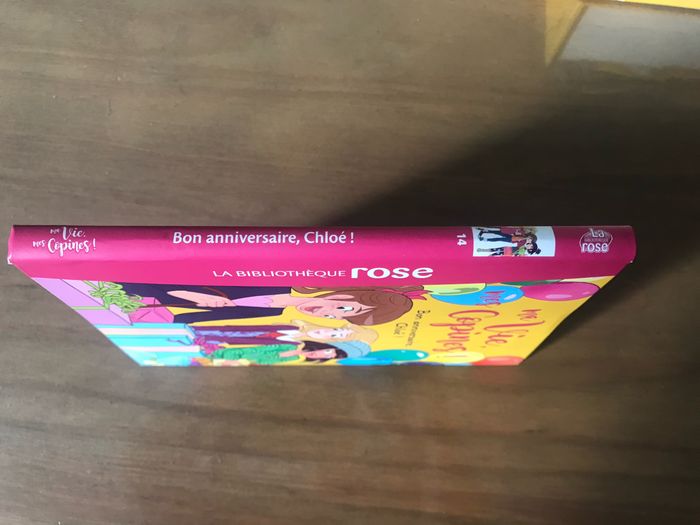 ma Vie,
mes Copines !
Bon anniversaire, Chloé !
14
La
BIBLIOTHÈQUE
rose
LA BIBLIOTHÈQUE rose
ma Vie,
mes Copines !
Bon anniversaire,
Chloé !